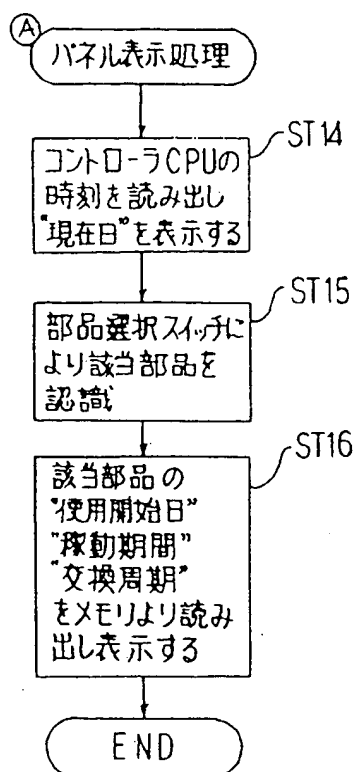 A
パネル表示処理
ST14
コントローラCPUの
時刻を読み出し
"現在日"を表示する
ST15
部品選択スイッチに
より該当部品を
認識
ST16
該当部品の
"使用開始日"
"稼動期間"
"交換周期"
をメモリより読み
出し表示する
END